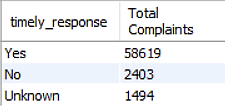 timely_response Total
Complaints
Yes 58619
No 2403
Unknown 1494